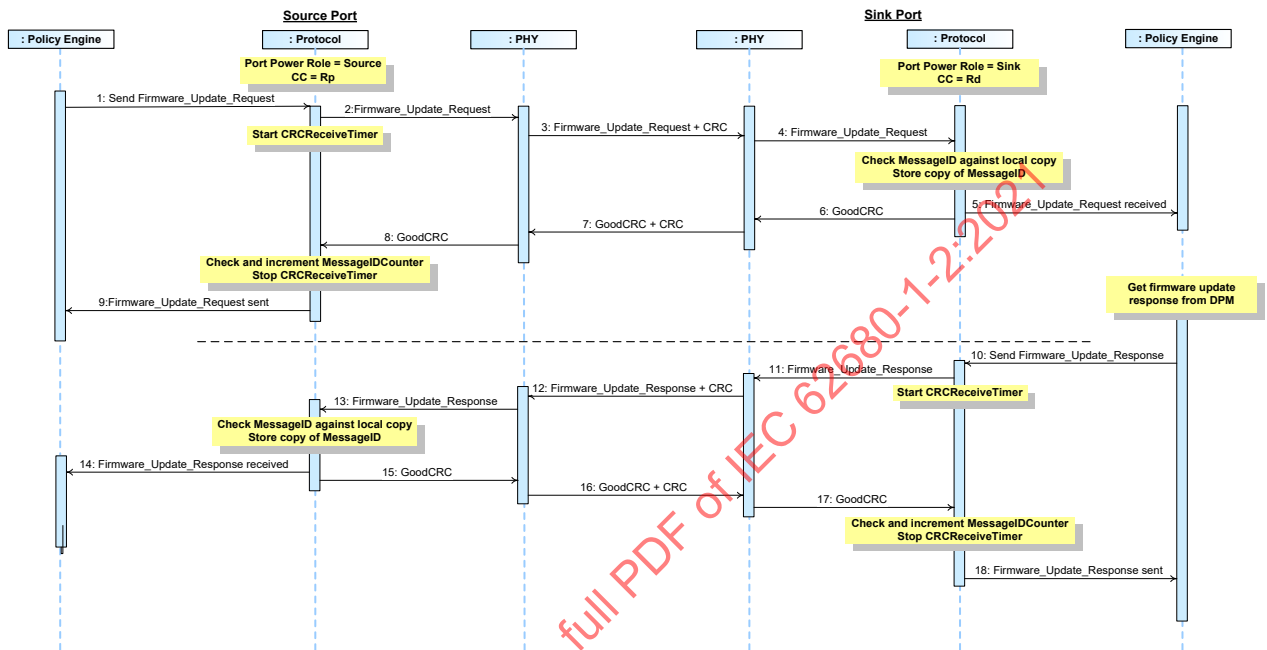 Source Port
Sink Port
: Policy Engine
: Protocol
: PHY
: PHY
: Protocol
: Policy Engine
Port Power Role = Source
CC = Rp
Port Power Role = Sink
CC = Rd
1: Send Firmware_Update_Request
2:Firmware_Update_Request
Start CRCReceiveTimer
3: Firmware_Update_Request + CRC
4: Firmware_Update_Request
Check MessageID against local copy
Store copy of MessageID
5: Firmware_Update_Request received
6: GoodCRC
7: GoodCRC + CRC
8: GoodCRC
Check and increment MessageIDCounter
Stop CRCReceiveTimer
9:Firmware_Update_Request sent
Get firmware update
response from DPM
10: Send Firmware_Update_Response
11: Firmware_Update_Response
Start CRCReceiveTimer
12: Firmware_Update_Response + CRC
13: Firmware_Update_Response
Check MessageID against local copy
Store copy of MessageID
14: Firmware_Update_Response received
15: GoodCRC
16: GoodCRC + CRC
17: GoodCRC
Check and increment MessageIDCounter
Stop CRCReceiveTimer
18: Firmware_Update_Response sent
full PDF of IEC 62680-1-2:2021